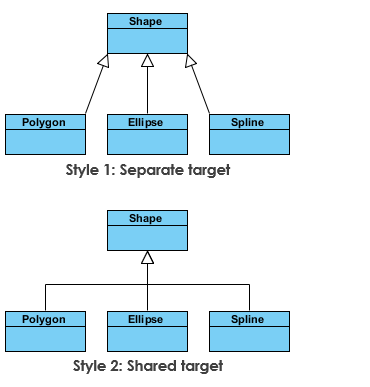 Shape
Polygon
Ellipse
Spline
Style 1: Separate target
Shape
Polygon
Ellipse
Spline
Style 2: Shared target